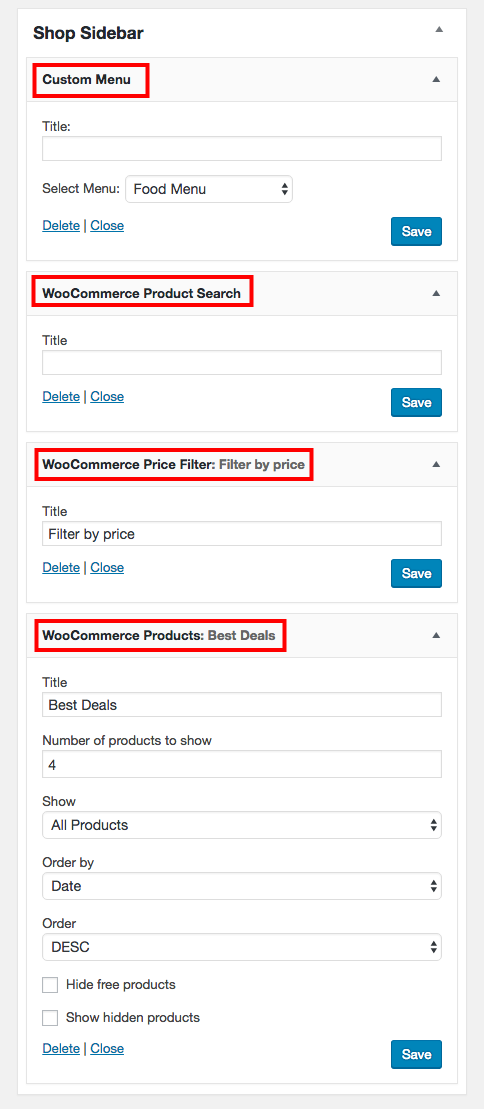 Shop Sidebar
Custom Menu
Title:
Select Menu: Food Menu
Delete | Close Save
WooCommerce Product Search
Title
Delete | Close Save
WooCommerce Price Filter: Filter by price
Title
Filter by price
Delete | Close Save
WooCommerce Products: Best Deals
Title
Best Deals
Number of products to show
4
Show
All Products
Order by
Date
Order
DESC
Hide free products
Show hidden products
Delete | Close Save